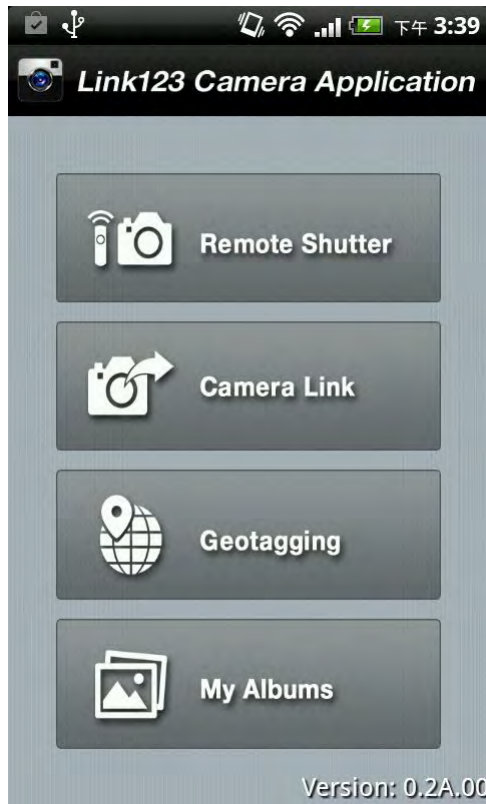 下午 3:39
Link123 Camera Application
Remote Shutter
Camera Link
Geotagging
My Albums
Version: 0.2A.00